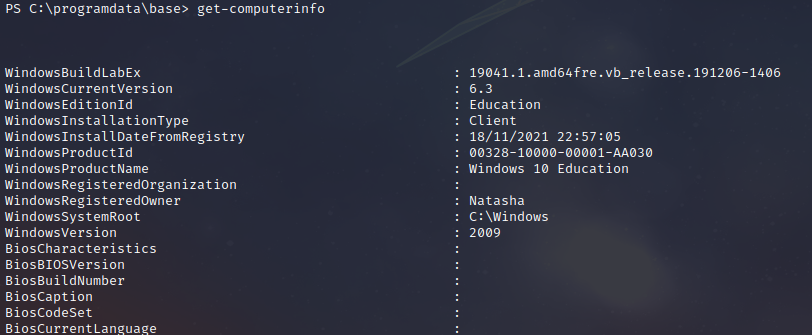 PS C:\programdata\base> get-computerinfo
WindowsBuildLabEx : 19041.1.amd64fre.vb_release.191206-1406
WindowsCurrentVersion : 6.3
WindowsEditionId : Education
WindowsInstallationType : Client
WindowsInstallDateFromRegistry : 18/11/2021 22:57:05
WindowsProductId : 00328-10000-00001-AA030
WindowsProductName : Windows 10 Education
WindowsRegisteredOrganization :
WindowsRegisteredOwner : Natasha
WindowsSystemRoot : C:\Windows
WindowsVersion : 2009
BiosCharacteristics :
BiosBIOSVersion :
BiosBuildNumber :
BiosCaption :
BiosCodeSet :
BiosCurrentLanguage :